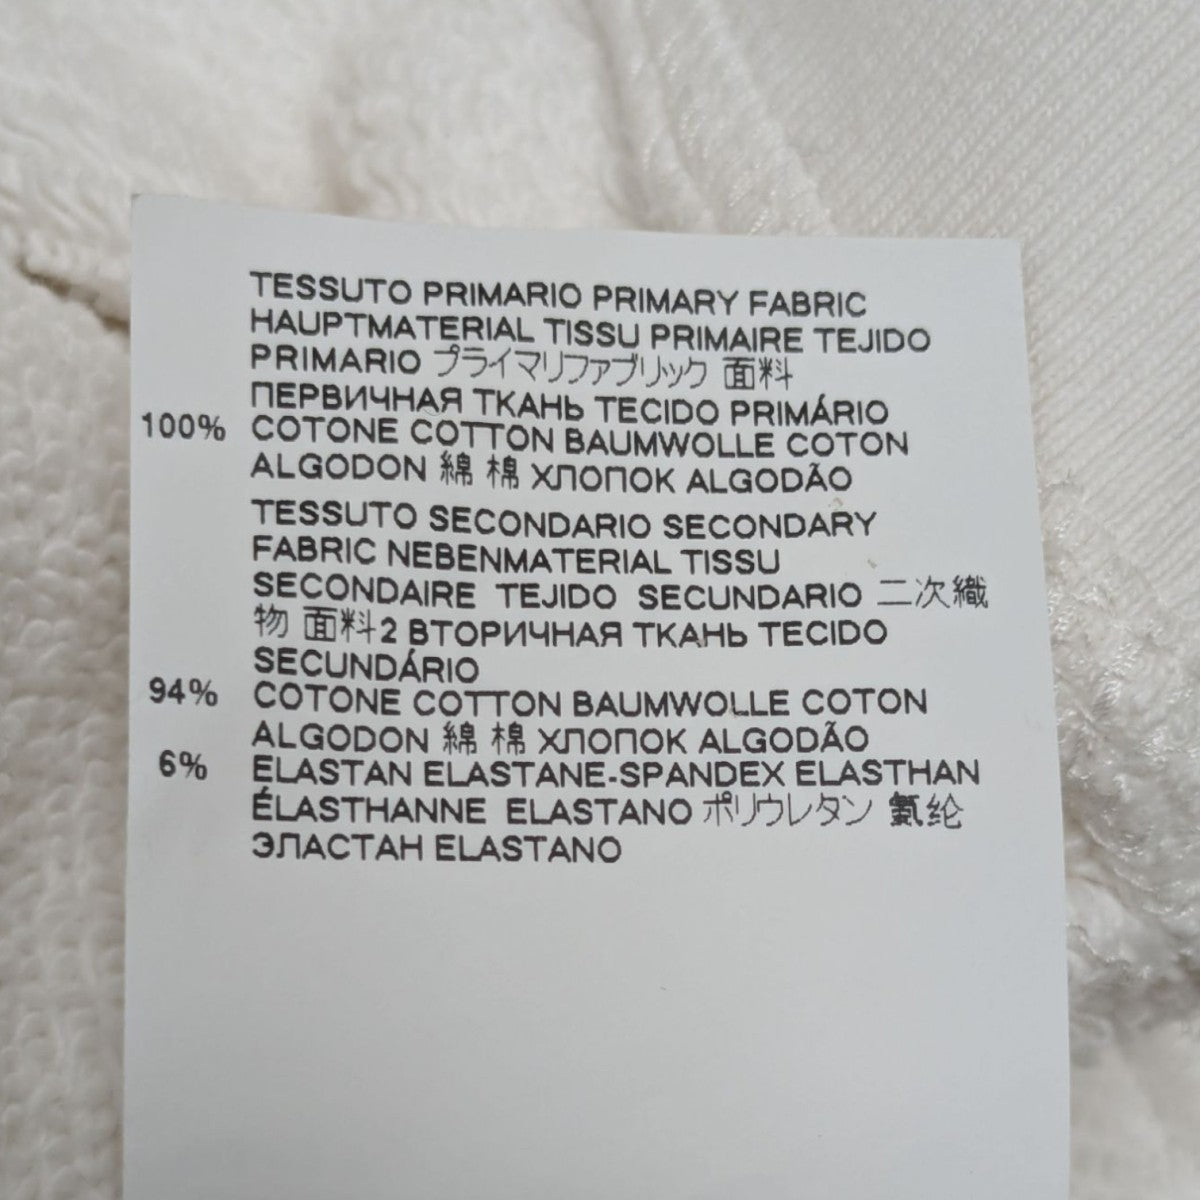 TESSUTO PRIMARIO PRIMARY FABRIC
HAUPTMATERIAL TISSU PRIMAIRE TEJIDO
PRIMARIO プライマリファブリック 面料
ПЕРВИЧНАЯ ТКАНЬ TECIDO PRIMÁRIO
100% COTONE COTTON BAUMWOLLE COTON
ALGODON 綿 棉 ХЛОПОК ALGODÃO
TESSUTO SECONDARIO SECONDARY
FABRIC NEBENMATERIAL TISSU
SECONDAIRE TEJIDO SECUNDARIO 二次織
物 面料2 ВТОРИЧНАЯ ТКАНЬ TECIDO
SECUNDÁRIO
94% COTONE COTTON BAUMWOLLE COTON
ALGODON 綿 棉 ХЛОПОК ALGODÃO
6% ELASTAN ELASTANE-SPANDEX ELASTHAN
ÉLASTHANNE ELASTANO ポリウレタン 氨纶
ЭЛАСТАН ELASTANO